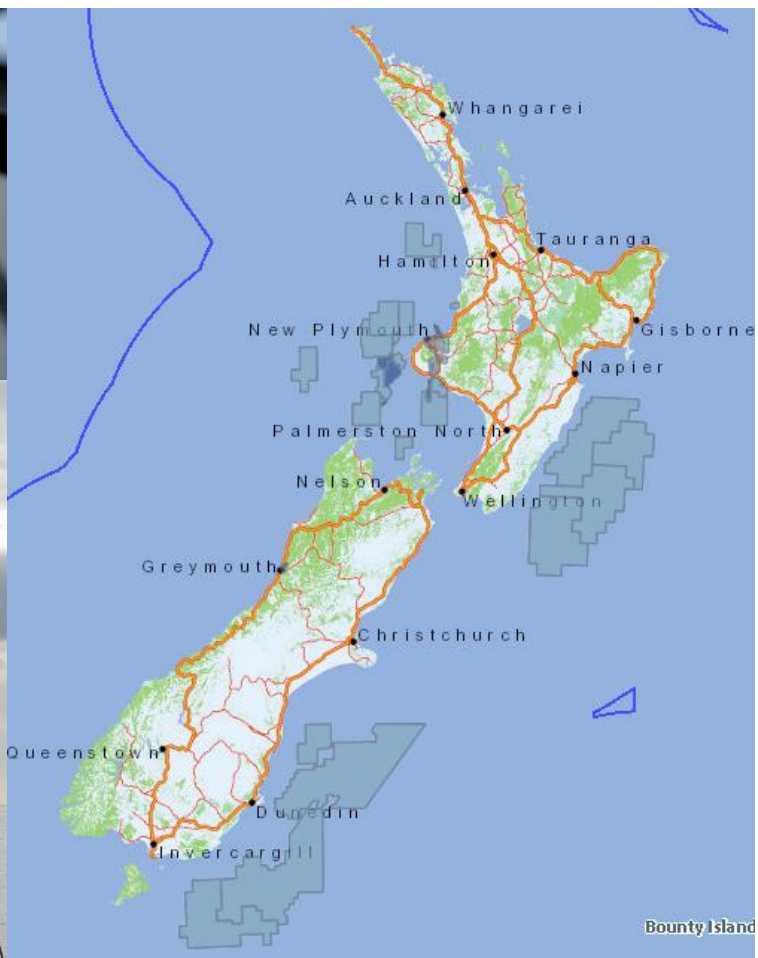 Whangarei
Auckland
Tauranga
Hamilton
New Plymouth
Gisborne
Napier
Palmerston North
Nelson
Wellington
Greymouth
Christchurch
Queenstown
Dunedin
Invercargill
Bounty Island